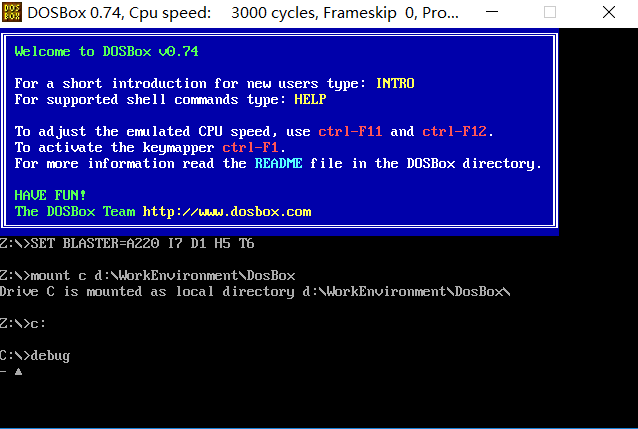 DOSBox 0.74, Cpu speed: 3000 cycles, Frameskip 0, Pro...
Welcome to DOSBox v0.74
For a short introduction for new users type: INTRO
For supported shell commands type: HELP
To adjust the emulated CPU speed, use ctrl-F11 and ctrl-F12.
To activate the keymapper ctrl-F1.
For more information read the README file in the DOSBox directory.
HAVE FUN!
The DOSBox Team http://www.dosbox.com
Z:\>SET BLASTER=A220 I7 D1 H5 T6
Z:\>mount c d:\WorkEnvironment\DosBox
Drive C is mounted as local directory d:\WorkEnvironment\DosBox\
Z:\>c:
C:\>debug
- ▲